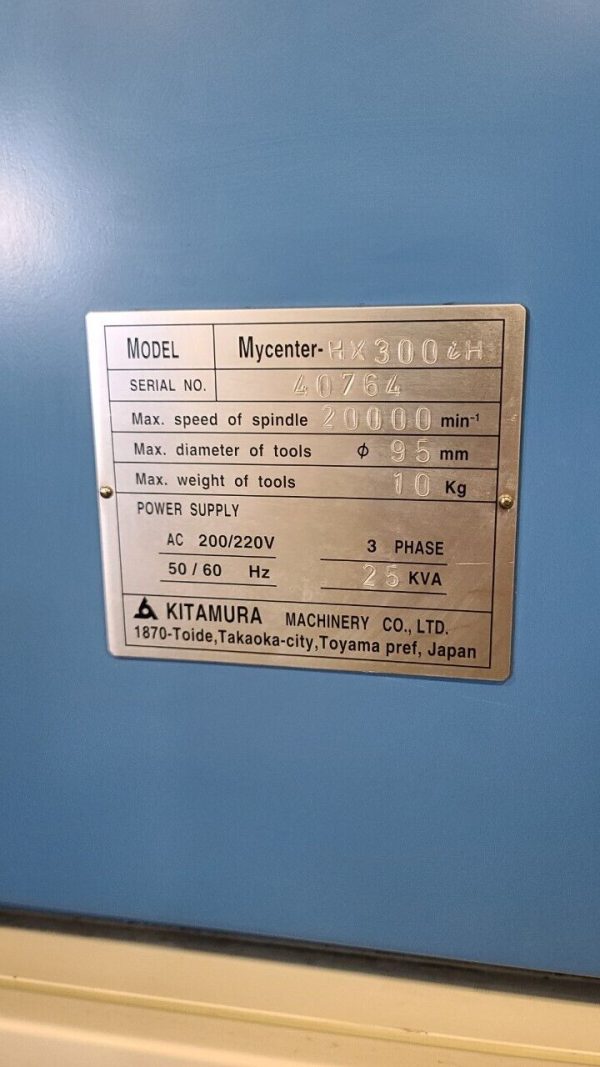 MODEL Mycenter-HX300iH
SERIAL NO. 40764
Max. speed of spindle 20000 min⁻¹
Max. diameter of tools φ 95 mm
Max. weight of tools 10 Kg
POWER SUPPLY
AC 200/220V 3 PHASE
50/60 Hz 25 KVA
KITAMURA MACHINERY CO., LTD.
1870-Toide,Takaoka-city,Toyama pref, Japan